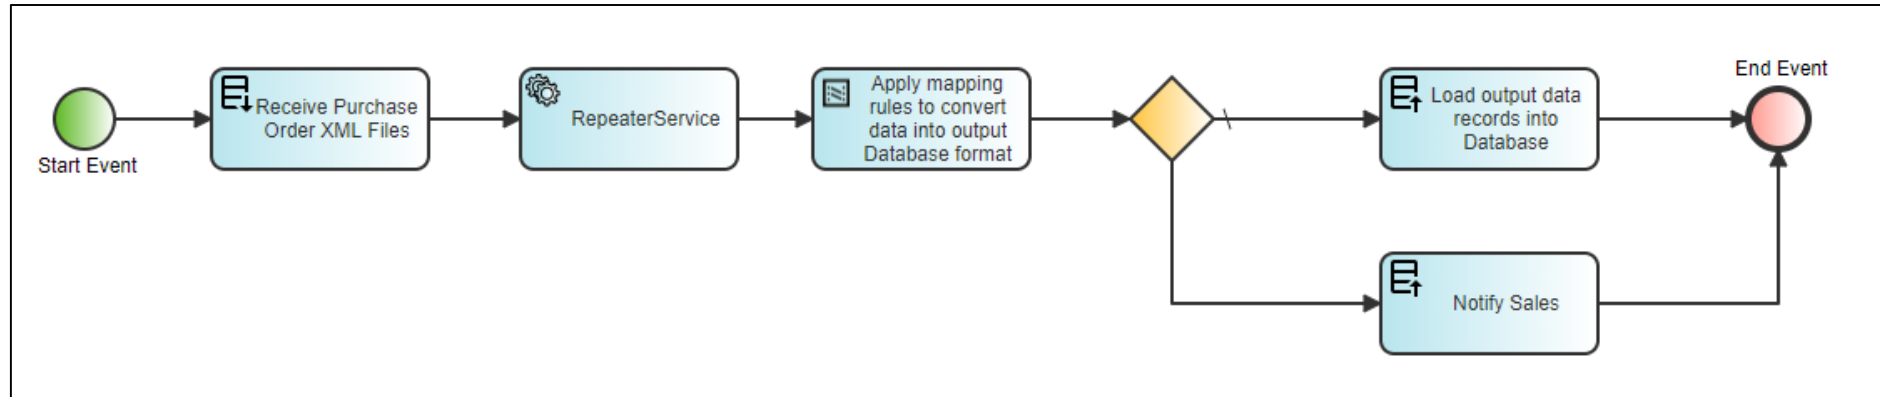 Start Event
Receive Purchase
Order XML Files
RepeaterService
Apply mapping
rules to convert
data into output
Database format
Load output data
records into
Database
End Event
Notify Sales